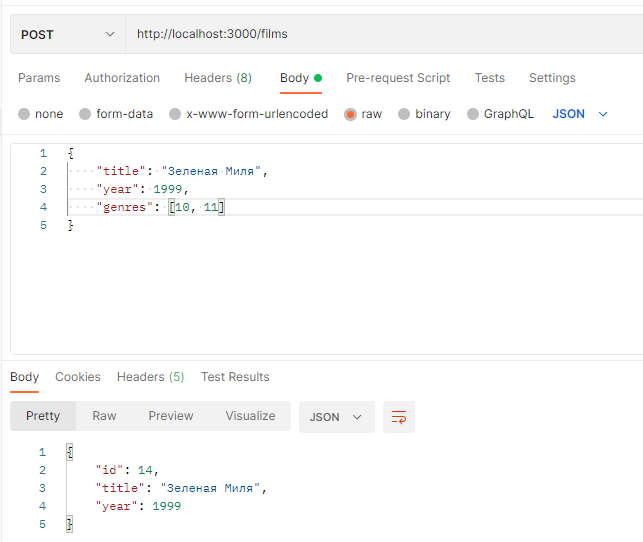 POST http://localhost:3000/films
Params Authorization Headers (8) Body Pre-request Script Tests Settings
none form-data x-www-form-urlencoded raw binary GraphQL JSON
1 {
2 ····"title":·"Зеленая·Миля",
3 ····"year":·1999,
4 ····"genres":·[10,·11]
5 }
Body Cookies Headers (5) Test Results
Pretty Raw Preview Visualize JSON
1 {
2 "id": 14,
3 "title": "Зеленая Миля",
4 "year": 1999
5 }